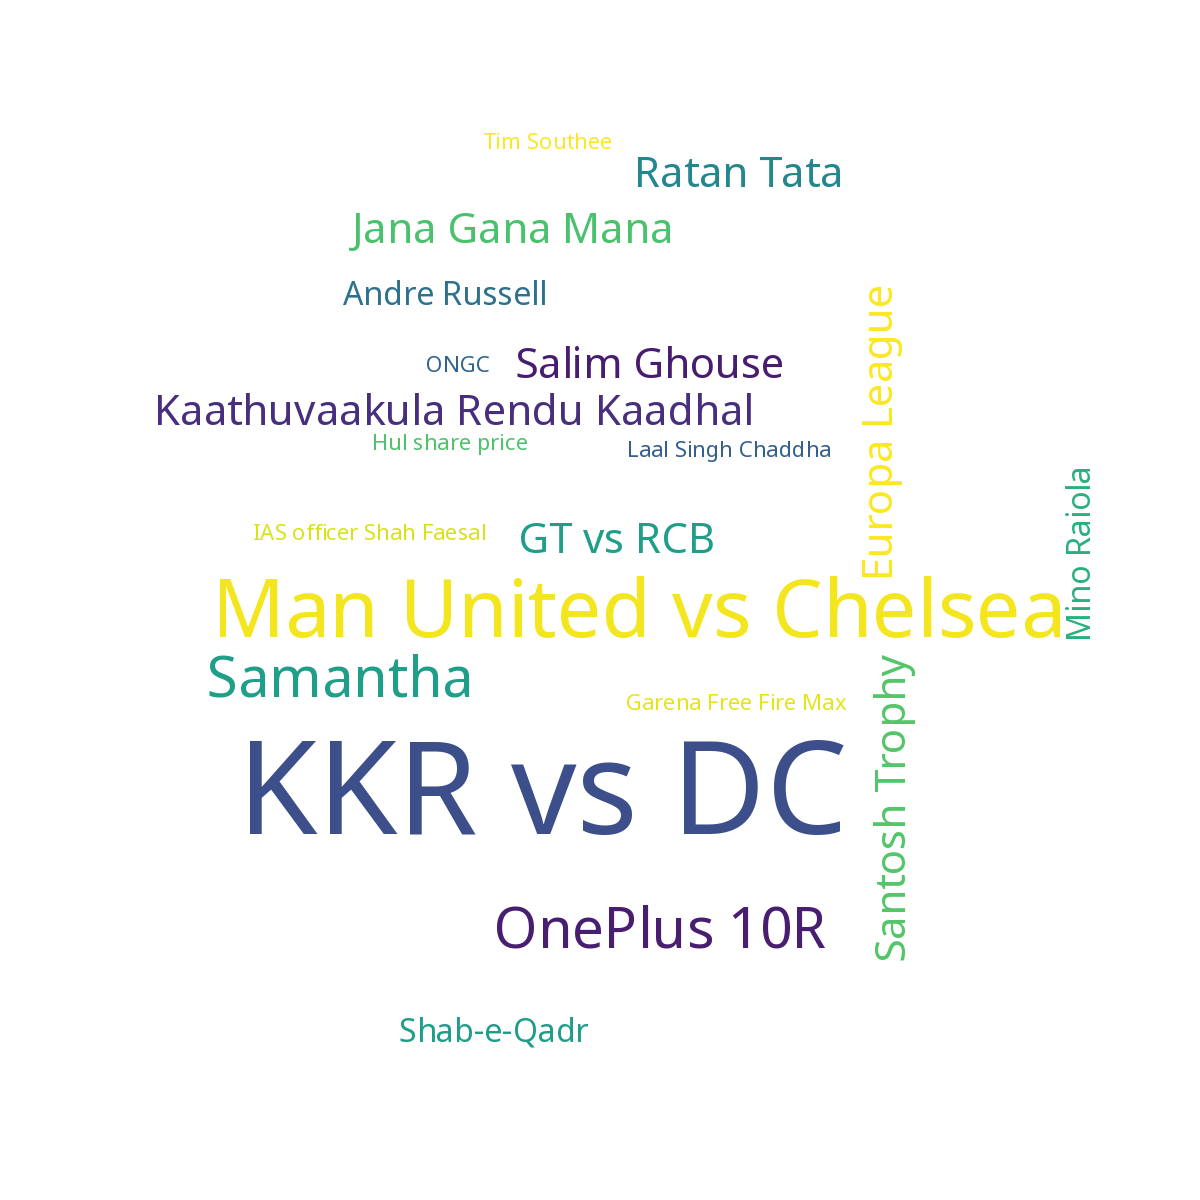 Tim Southee
Ratan Tata
Jana Gana Mana
Andre Russell
Europa League
ONGC
Salim Ghouse
Kaathuvaakula Rendu Kaadhal
Hul share price
Laal Singh Chaddha
Mino Raiola
IAS officer Shah Faesal
GT vs RCB
Man United vs Chelsea
Samantha
Santosh Trophy
Garena Free Fire Max
KKR vs DC
OnePlus 10R
Shab-e-Qadr